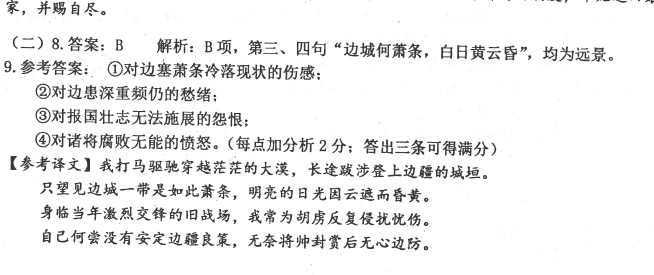 家，并赐自尽。
（二）8.答案：B 解析：B项，第三、四句“边城何萧条，白日黄云昏”，均为远景。
9.参考答案：①对边塞萧条冷落现状的伤感；
②对边患深重频仍的愁绪；
③对报国壮志无法施展的怨恨；
④对诸将腐败无能的愤怒。（每点加分析2分；答出三条可得满分）
【参考译文】我打马驱驰穿越茫茫的大漠，长途跋涉登上边疆的城垣。
只望见边城一带是如此萧条，明亮的日光因云遮而昏黄。
身临当年激烈交锋的旧战场，我常为胡虏反复侵扰忧伤。
自己何尝没有安定边疆良策，无奈将帅封赏后无心边防。